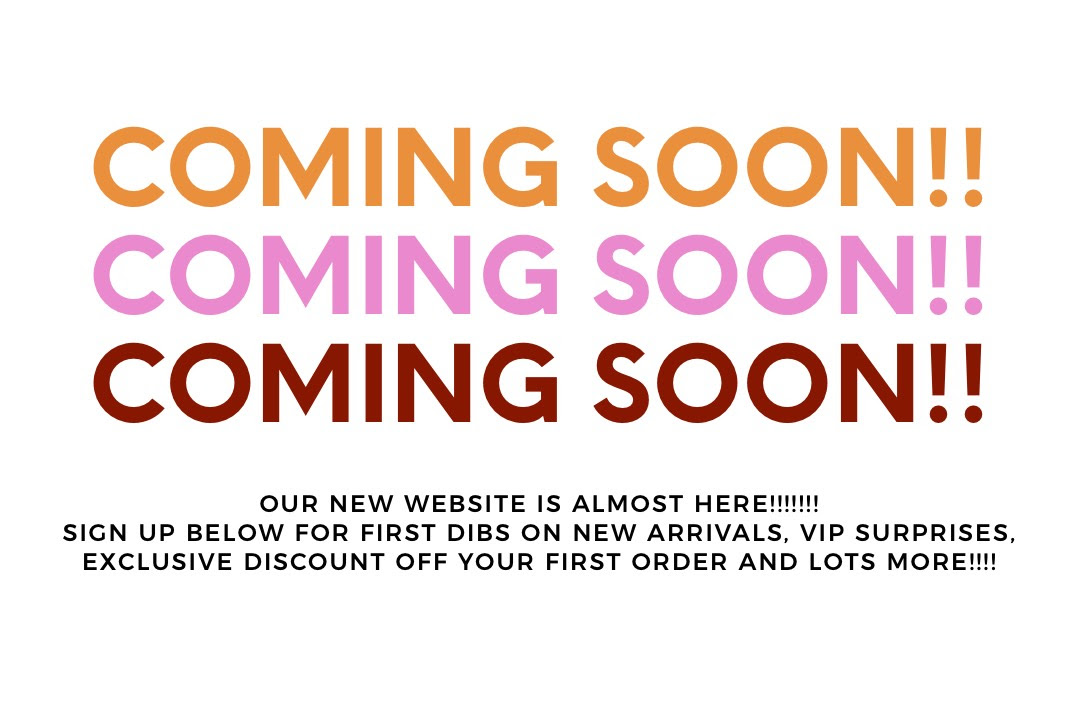 COMING SOON!!
COMING SOON!!
COMING SOON!!
OUR NEW WEBSITE IS ALMOST HERE!!!!!!!
SIGN UP BELOW FOR FIRST DIBS ON NEW ARRIVALS, VIP SURPRISES,
EXCLUSIVE DISCOUNT OFF YOUR FIRST ORDER AND LOTS MORE!!!!